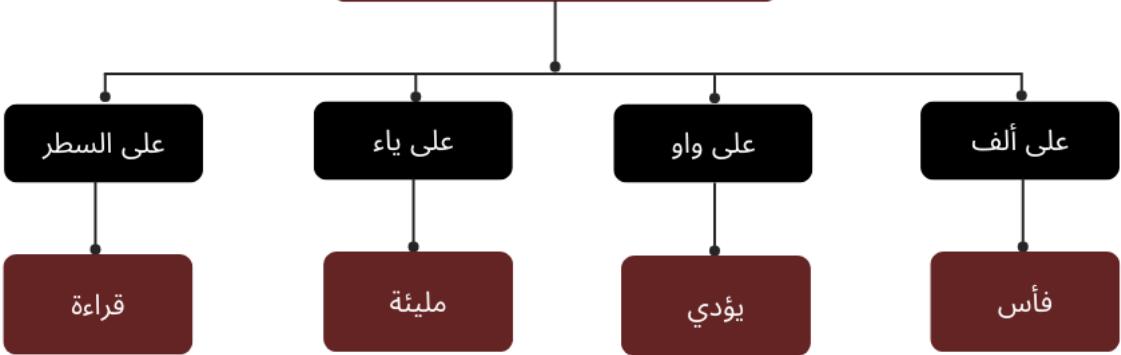 على ألف
على واو
على ياء
على السطر
فأس
يؤدي
مليئة
قراءة